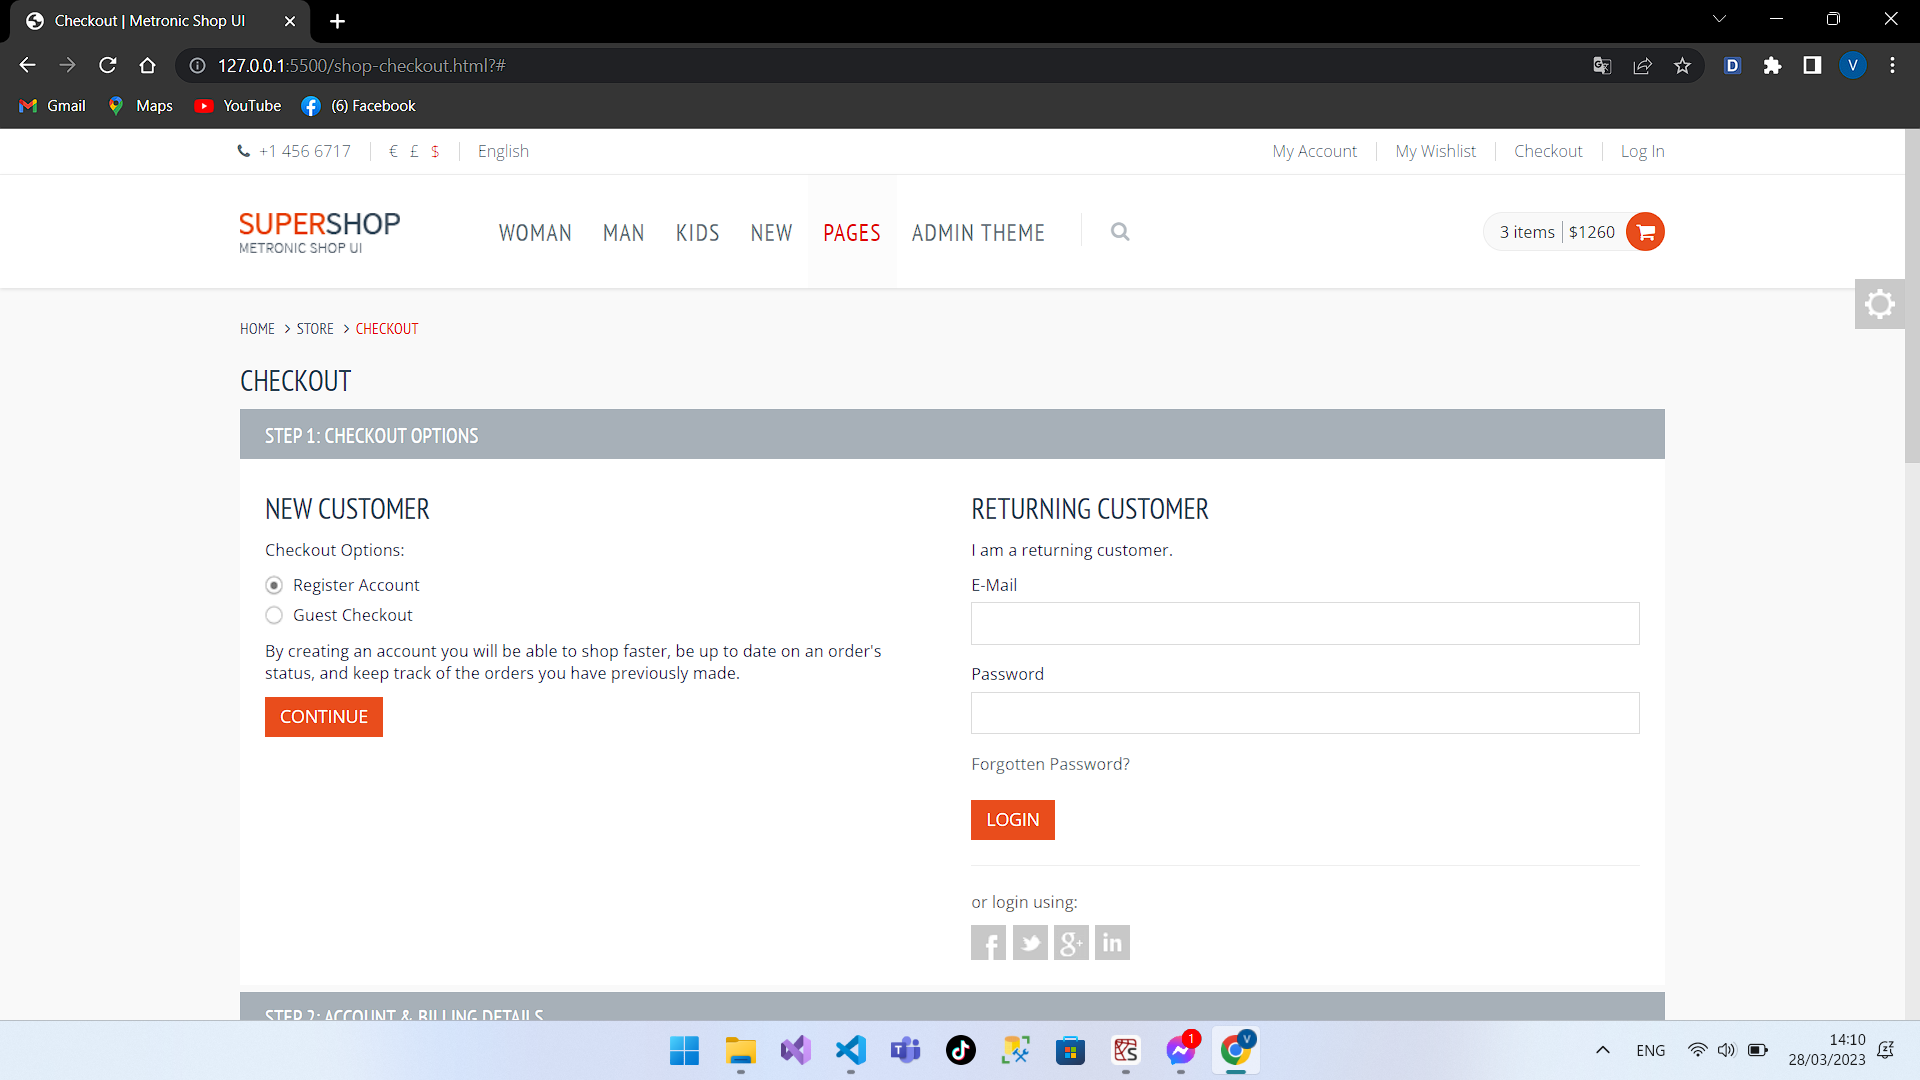 Checkout | Metronic Shop UI
127.0.0.1:5500/shop-checkout.html?#
D
V
Gmail
Maps
YouTube
(6) Facebook
+1 456 6717
€ £ $
English
My Account
My Wishlist
Checkout
Log In
SUPERSHOP
METRONIC SHOP UI
WOMAN
MAN
KIDS
NEW
PAGES
ADMIN THEME
3 items
$1260
HOME > STORE > CHECKOUT
CHECKOUT
STEP 1: CHECKOUT OPTIONS
NEW CUSTOMER
Checkout Options:
Register Account
Guest Checkout
By creating an account you will be able to shop faster, be up to date on an order's
status, and keep track of the orders you have previously made.
CONTINUE
RETURNING CUSTOMER
I am a returning customer.
E-Mail
Password
Forgotten Password?
LOGIN
or login using:
STEP 2: ACCOUNT & BILLING DETAILS
1
V
ENG
14:10
28/03/2023